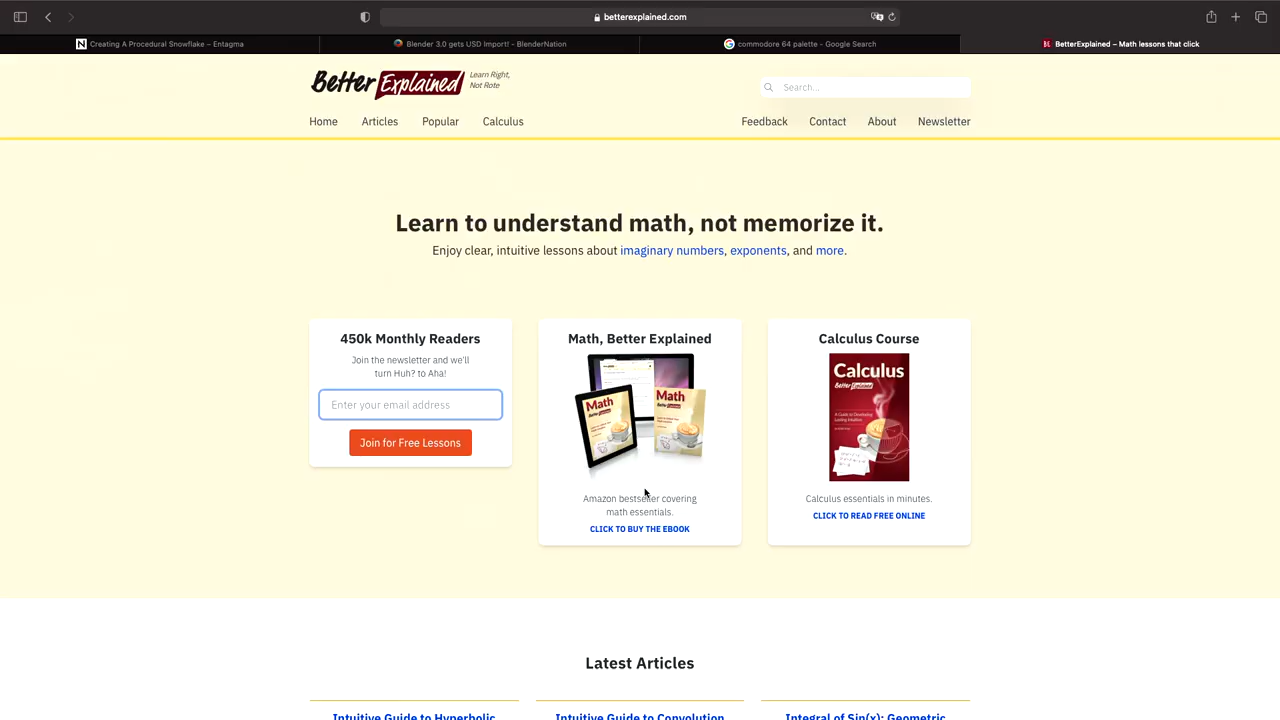 betterexplained.com
Creating A Procedural Snowflake – Entagma
Blender 3.0 gets USD Import! - BlenderNation
commodore 64 palette - Google Search
BetterExplained – Math lessons that click
Better Explained
Learn Right,
Not Rote
Search...
Home Articles Popular Calculus
Feedback Contact About Newsletter
Learn to understand math, not memorize it.
Enjoy clear, intuitive lessons about imaginary numbers, exponents, and more.
450k Monthly Readers
Join the newsletter and we'll
turn Huh? to Aha!
Enter your email address
Join for Free Lessons
Math, Better Explained
Math
Math
Amazon bestseller covering
math essentials.
CLICK TO BUY THE EBOOK
Calculus Course
Calculus
Better Explained
Calculus essentials in minutes.
CLICK TO READ FREE ONLINE
Latest Articles
Intuitive Guide to Hyperbolic
Intuitive Guide to Convolution
Integral of Sin(x): Geometric